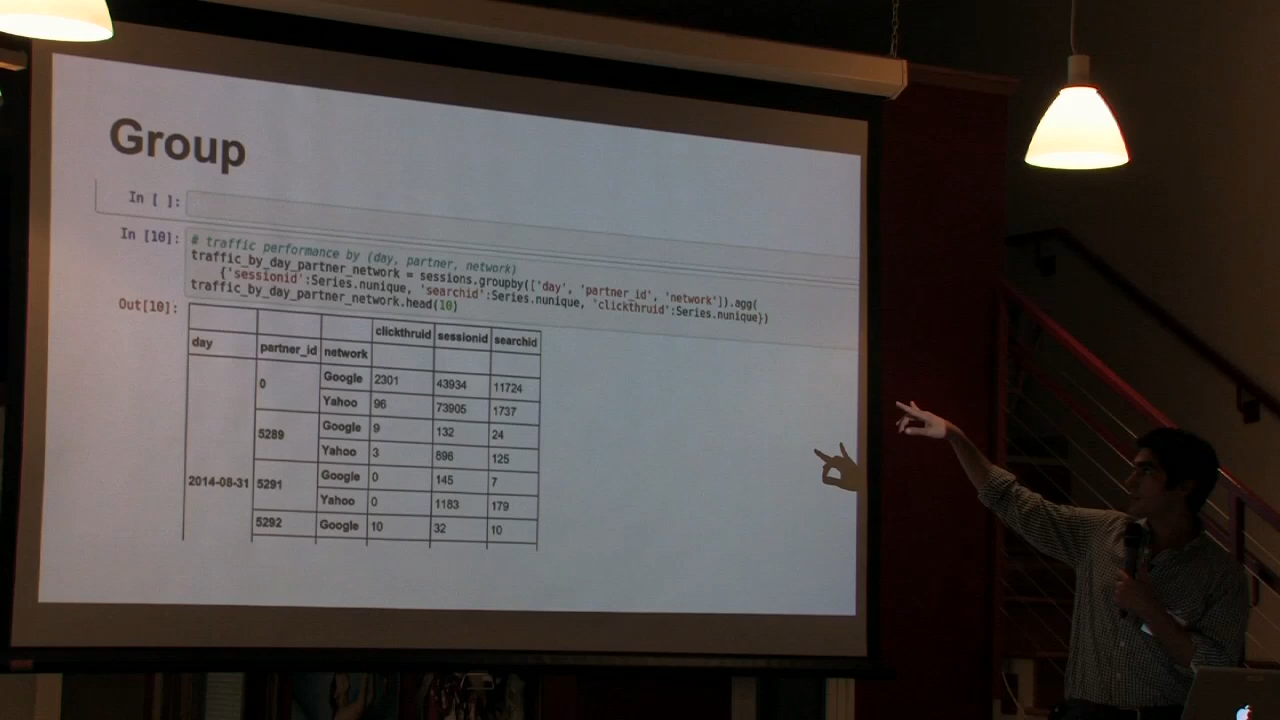 Group
In [ ]:
In [10]:
# traffic performance by (day, partner, network)
traffic_by_day_partner_network = sessions.groupby(['day', 'partner_id', 'network']).agg(
{'sessionid':Series.nunique, 'searchid':Series.nunique, 'clickthruid':Series.nunique})
traffic_by_day_partner_network.head(10)
Out[10]:
clickthruid sessionid searchid
day partner_id network
0 Google 2301 43934 11724
Yahoo 96 73905 1737
5289 Google 9 132 24
Yahoo 3 896 125
2014-08-31 5291 Google 0 145 7
Yahoo 0 1183 179
5292 Google 10 32 10